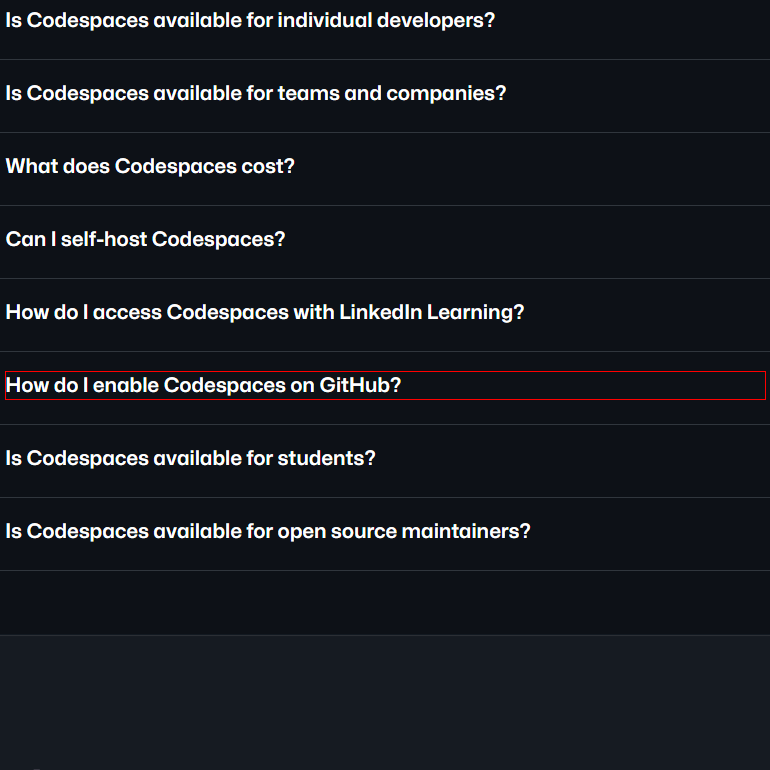 Is Codespaces available for individual developers?
Is Codespaces available for teams and companies?
What does Codespaces cost?
Can I self-host Codespaces?
How do I access Codespaces with LinkedIn Learning?
How do I enable Codespaces on GitHub?
Is Codespaces available for students?
Is Codespaces available for open source maintainers?